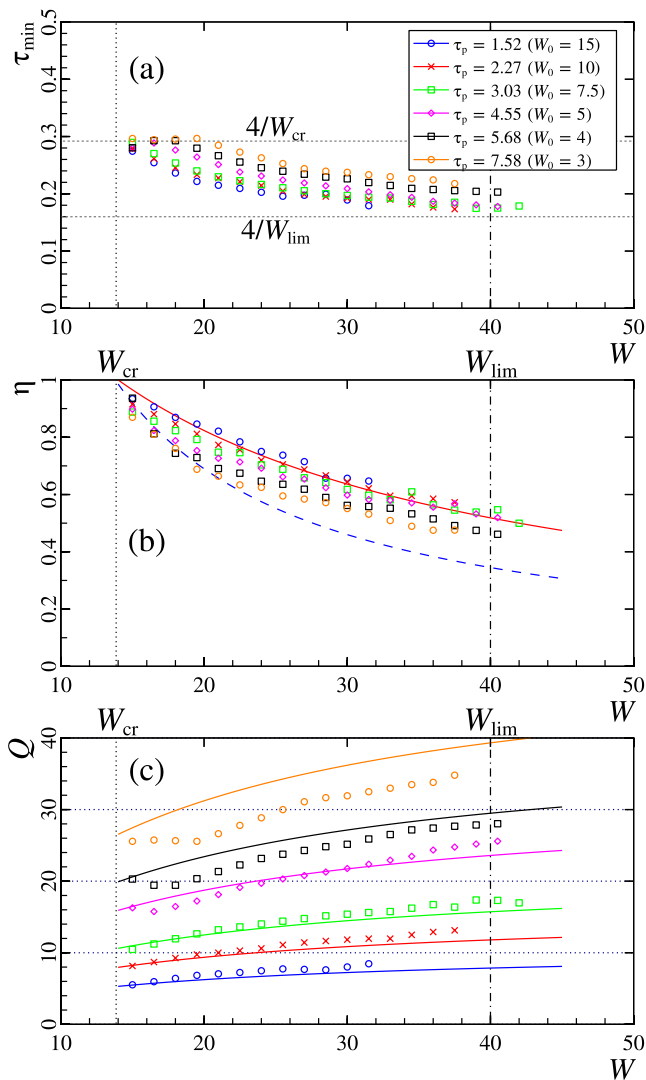 0.5
0.4
0.3
0.2
0.1
0
τmin
(a)
4/Wcr
4/Wlim
τp = 1.52 (W0 = 15)
τp = 2.27 (W0 = 10)
τp = 3.03 (W0 = 7.5)
τp = 4.55 (W0 = 5)
τp = 5.68 (W0 = 4)
τp = 7.58 (W0 = 3)
10 20 30 40 50
W
Wcr Wlim
1
0.8
0.6
0.4
0.2
0
η
(b)
10 20 30 40 50
W
Wcr Wlim
40
30
20
10
0
Q
(c)
10 20 30 40 50
W